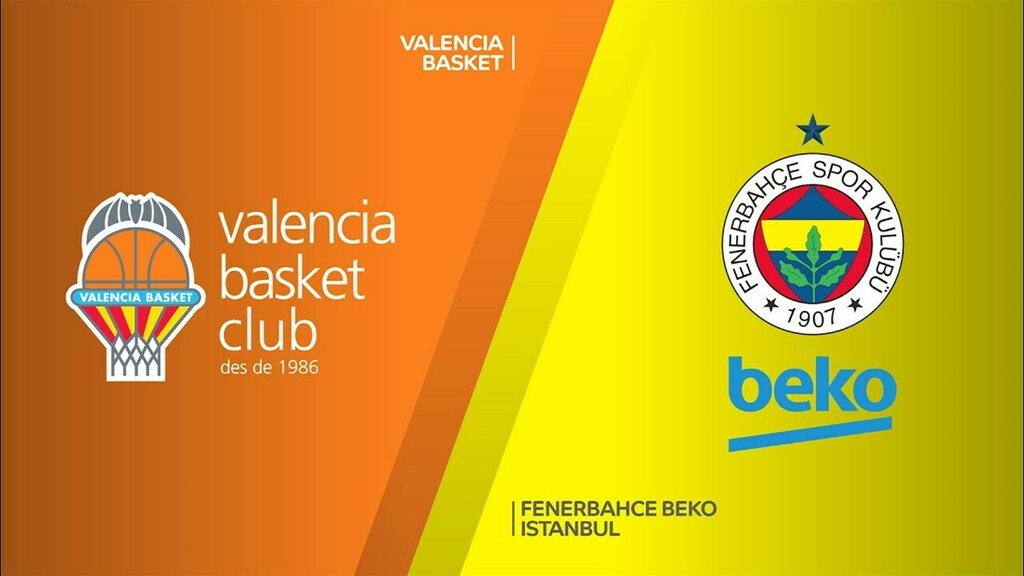 VALENCIA
BASKET
valencia
basket
club
des de 1986
VALENCIA BASKET
FENERBAHÇE SPOR KULÜBÜ
1907
beko
FENERBAHCE BEKO
ISTANBUL